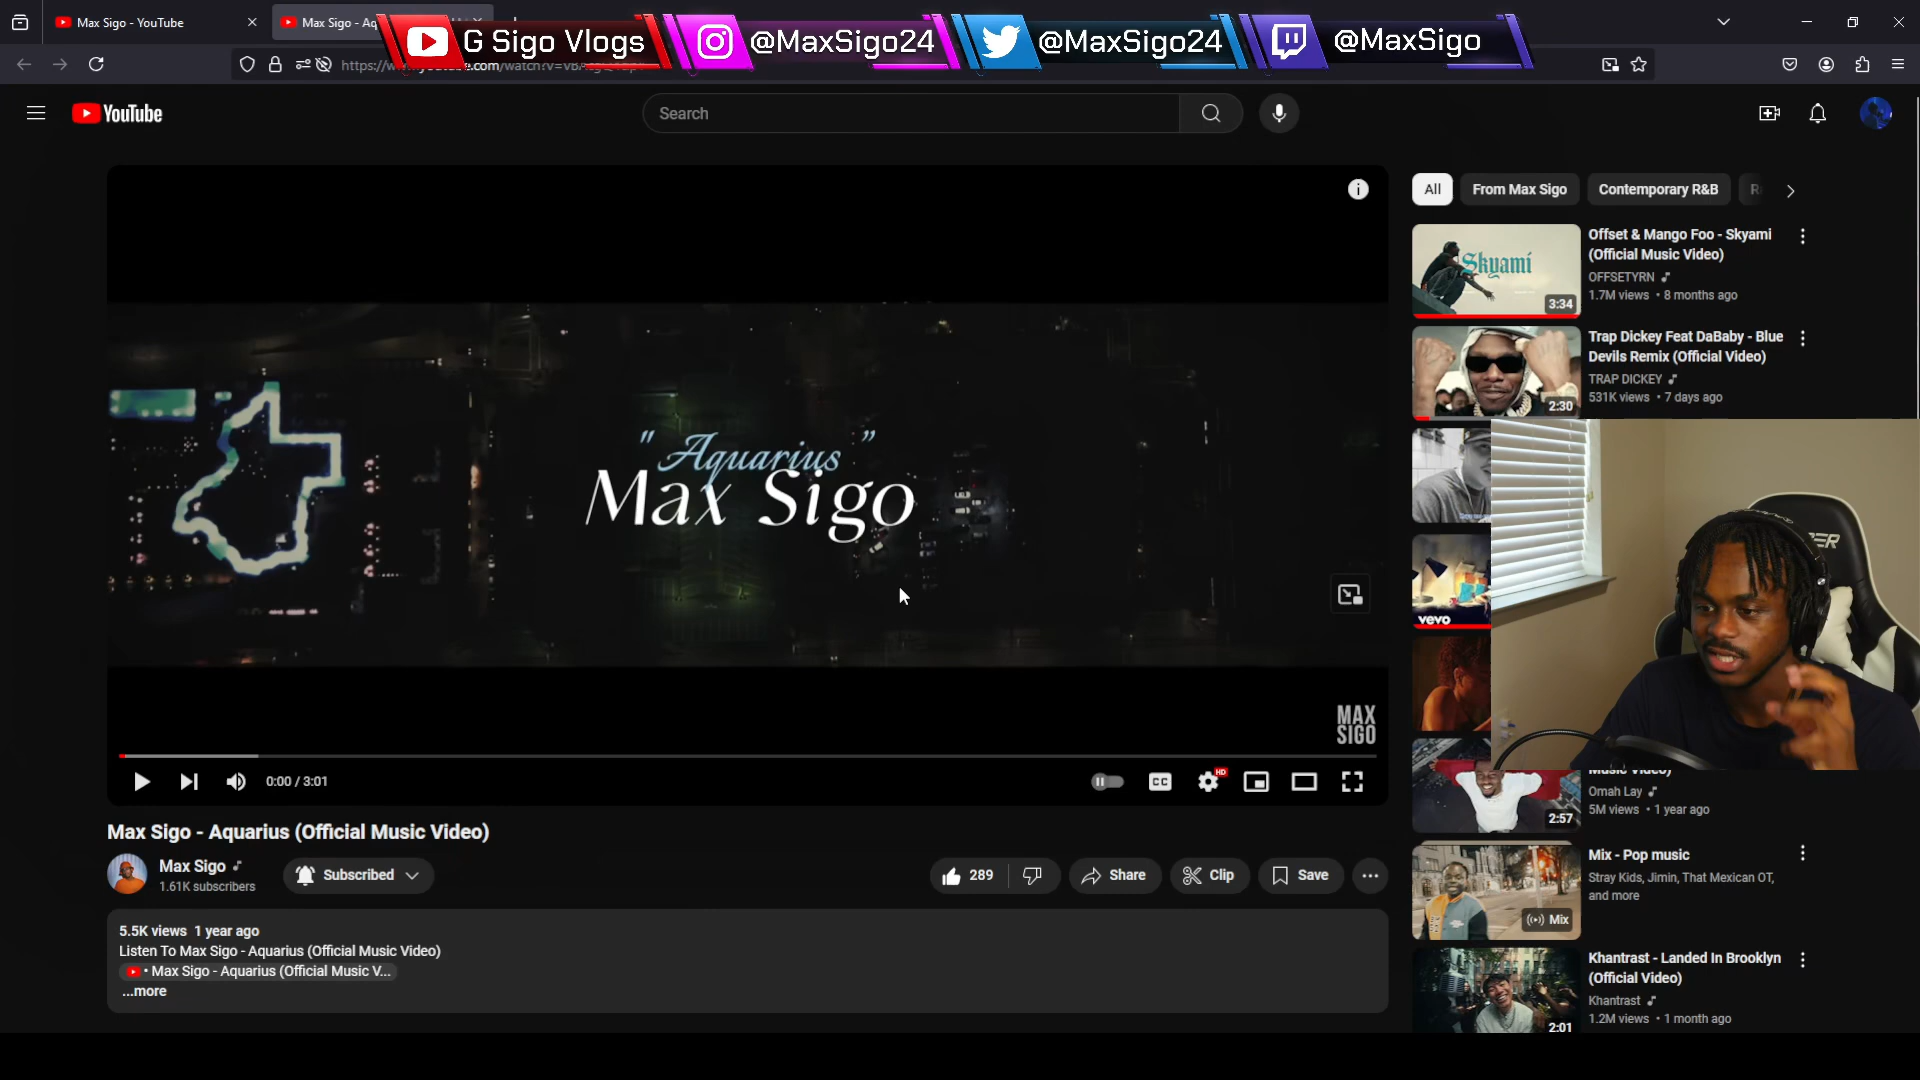 Max Sigo - YouTube
Max Sigo - Aq
G Sigo Vlogs
@MaxSigo24
@MaxSigo24
@MaxSigo
YouTube
Search
All
From Max Sigo
Contemporary R&B
"Aquarius"
Max Sigo
MAX
SIGO
0:00 / 3:01
CC
HD
Max Sigo - Aquarius (Official Music Video)
Max Sigo
1.61K subscribers
Subscribed
289
Share
Clip
Save
5.5K views 1 year ago
Listen To Max Sigo - Aquarius (Official Music Video)
• Max Sigo - Aquarius (Official Music V...
...more
Skyami
3:34
Offset & Mango Foo - Skyami
(Official Music Video)
OFFSETYRN
1.7M views • 8 months ago
2:30
Trap Dickey Feat DaBaby - Blue
Devils Remix (Official Video)
TRAP DICKEY
531K views • 7 days ago
vevo
2:57
Music Video)
Omah Lay
5M views • 1 year ago
Mix
Mix - Pop music
Stray Kids, Jimin, That Mexican OT,
and more
2:01
Khantrast - Landed In Brooklyn
(Official Video)
Khantrast
1.2M views • 1 month ago